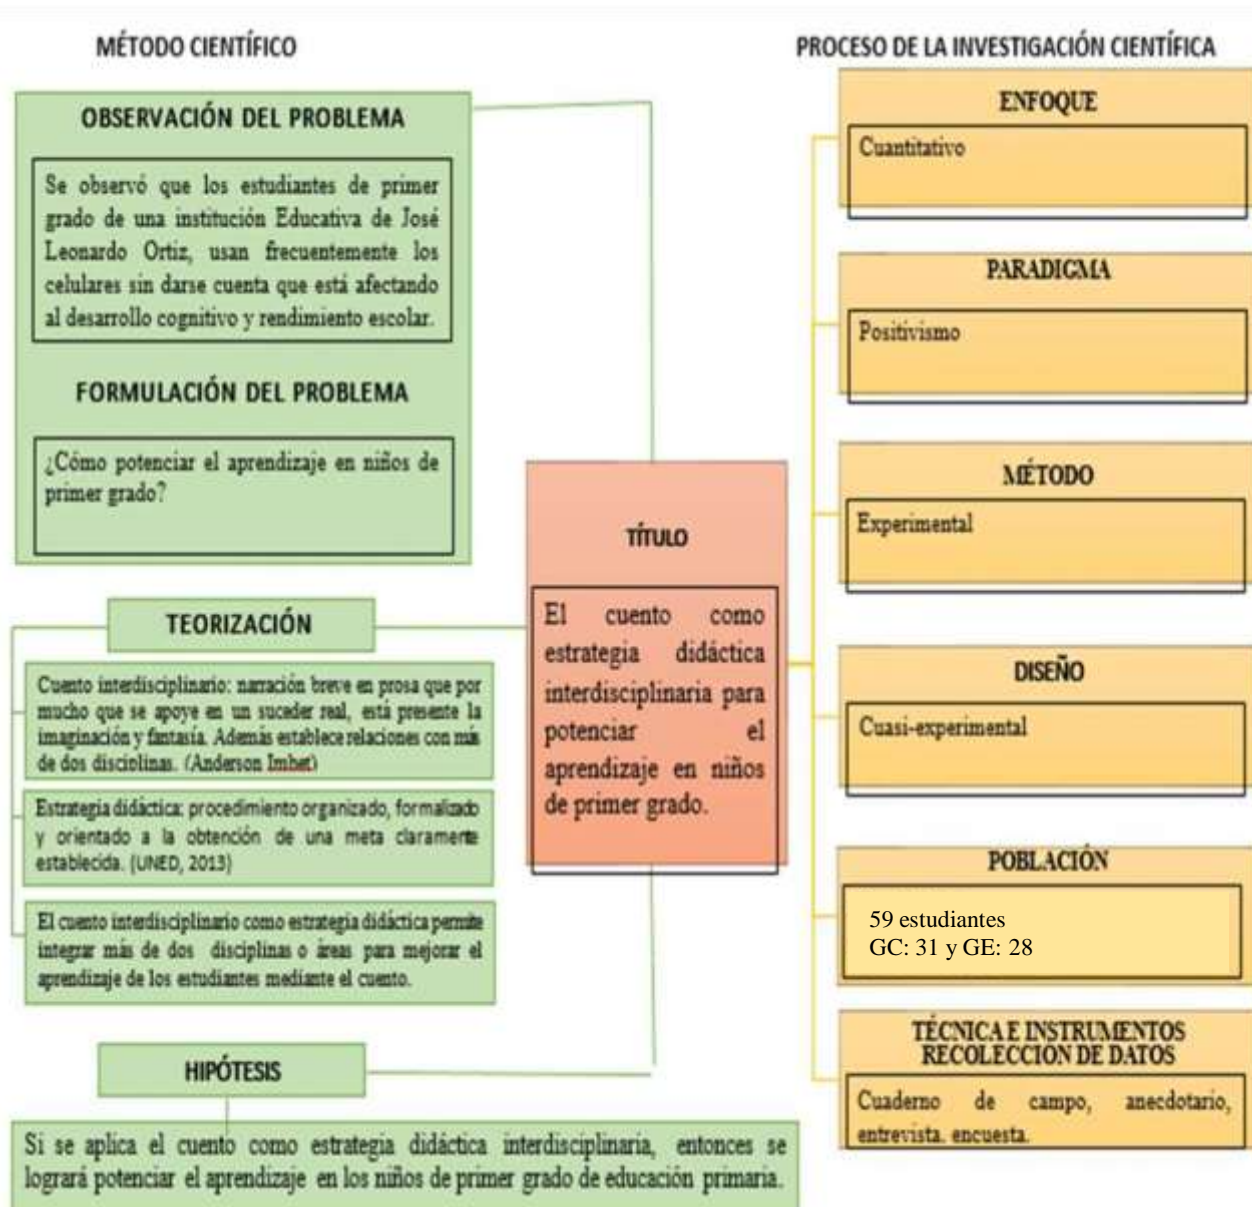 MÉTODO CIENTÍFICO
OBSERVACIÓN DEL PROBLEMA
Se observó que los estudiantes de primer
grado de una institución Educativa de José
Leonardo Ortiz, usan frecuentemente los
celulares sin darse cuenta que está afectando
al desarrollo cognitivo y rendimiento escolar.
FORMULACIÓN DEL PROBLEMA
¿Cómo potenciar el aprendizaje en niños de
primer grado?
TEORIZACIÓN
Cuento interdisciplinario: narración breve en prosa que por
mucho que se apoye en un suceder real, está presente la
imaginación y fantasía. Además establece relaciones con más
de dos disciplinas. (Anderson Imbet)
Estrategia didáctica: procedimiento organizado, formalizado
y orientado a la obtención de una meta claramente
establecida. (UNED, 2013)
El cuento interdisciplinario como estrategia didáctica permite
integrar más de dos disciplinas o áreas para mejorar el
aprendizaje de los estudiantes mediante el cuento.
HIPÓTESIS
Si se aplica el cuento como estrategia didáctica interdisciplinaria, entonces se
logrará potenciar el aprendizaje en los niños de primer grado de educación primaria.
TÍTULO
El cuento como
estrategia didáctica
interdisciplinaria para
potenciar el
aprendizaje en niños
de primer grado.
PROCESO DE LA INVESTIGACIÓN CIENTÍFICA
ENFOQUE
Cuantitativo
PARADIGMA
Positivismo
MÉTODO
Experimental
DISEÑO
Cuasi-experimental
POBLACIÓN
59 estudiantes
GC: 31 y GE: 28
TÉCNICA E INSTRUMENTOS
RECOLECCION DE DATOS
Cuaderno de campo, anecdotario,
entrevista. encuesta.